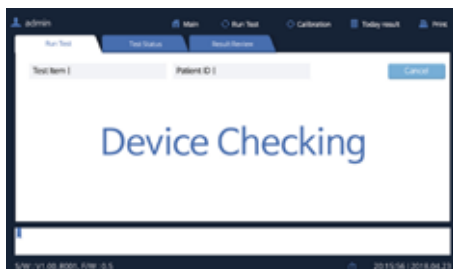 admin Main Run Test Calibration Today result Print
Run Test Test Status Result Review
Test Item | Patient ID | Cancel
Device Checking
S/W : V1.00. B001, F/W : 0.5 20:15:56 | 2018.04.23